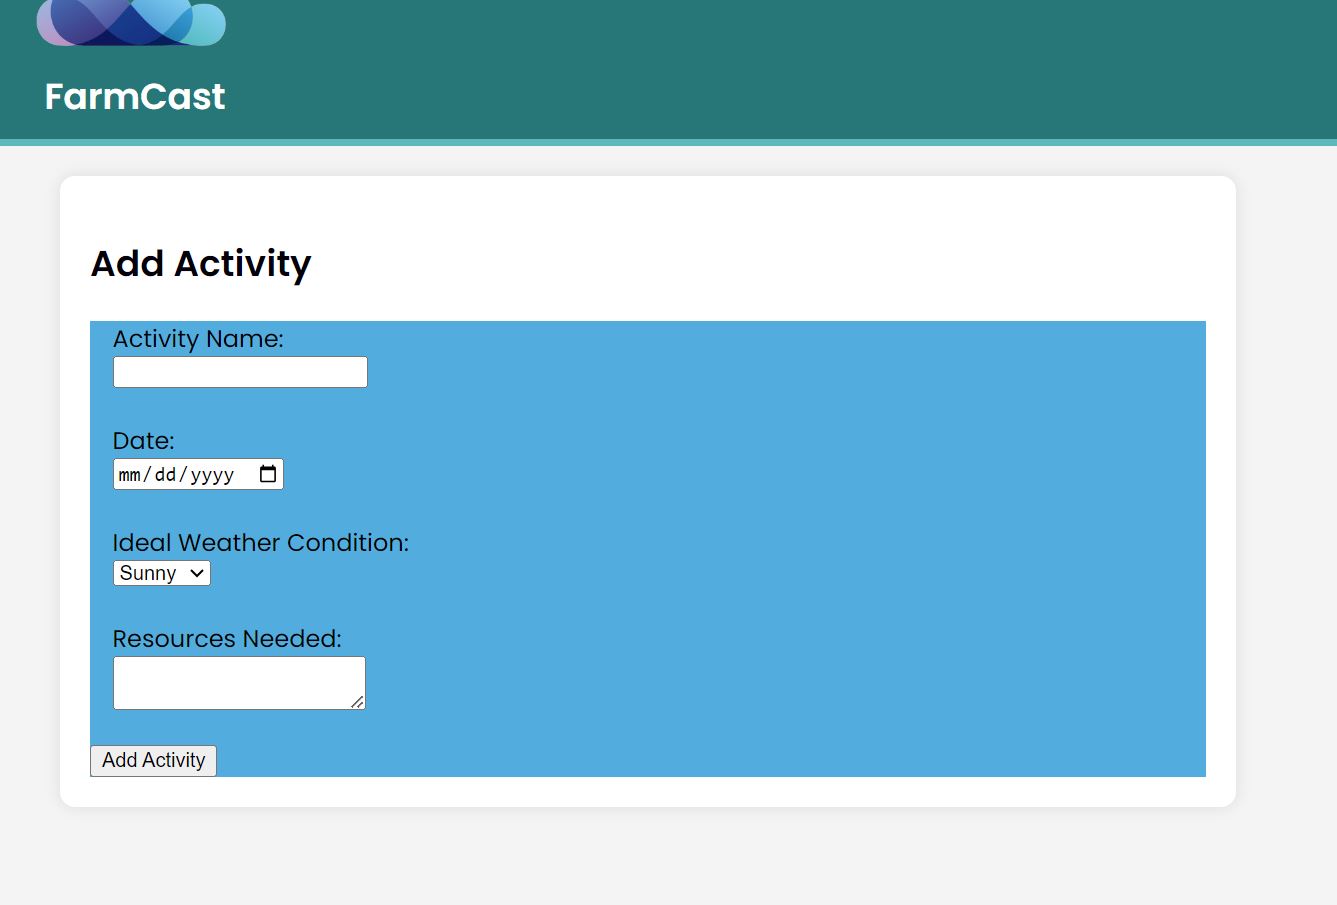 FarmCast
Add Activity
Activity Name:
Date:
mm/dd/yyyy
Ideal Weather Condition:
Sunny
Resources Needed:
Add Activity